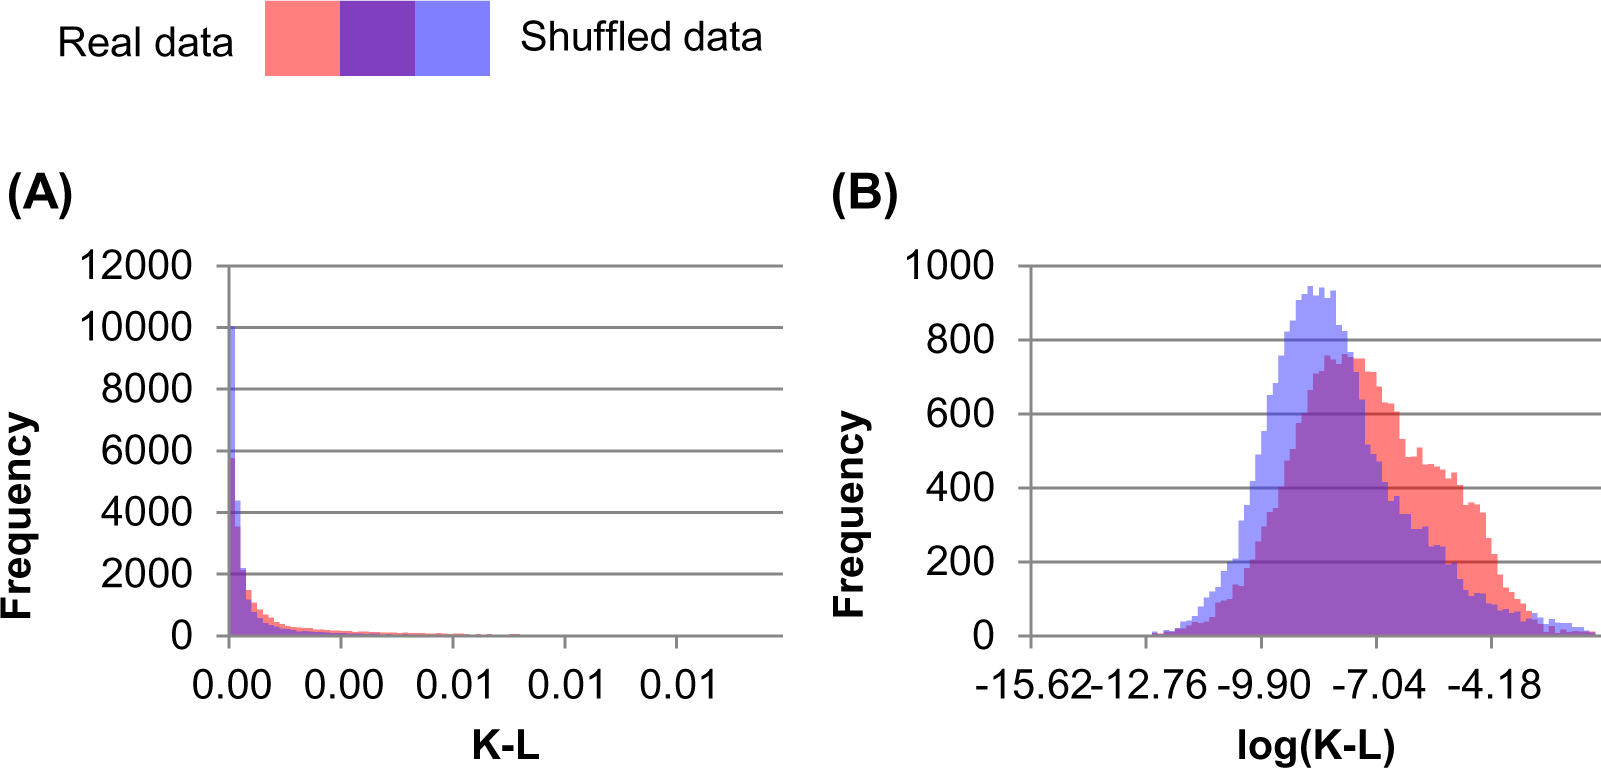 Real data
Shuffled data
(A)
12000
10000
8000
6000
4000
2000
0
Frequency
0.00 0.00 0.01 0.01 0.01
K-L
(B)
1000
800
600
400
200
0
Frequency
-15.62 -12.76 -9.90 -7.04 -4.18
log(K-L)